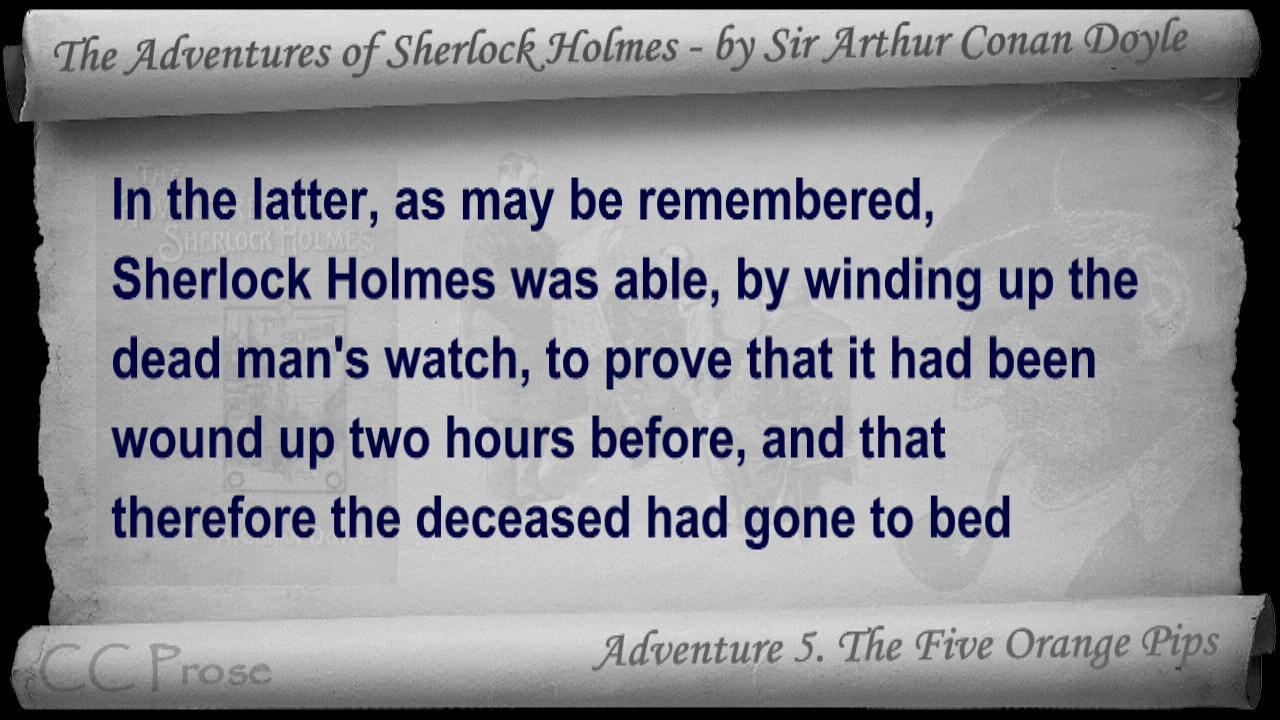 The Adventures of Sherlock Holmes - by Sir Arthur Conan Doyle
SHERLOCK HOLMES
In the latter, as may be remembered,
Sherlock Holmes was able, by winding up the
dead man's watch, to prove that it had been
wound up two hours before, and that
therefore the deceased had gone to bed
Adventure 5. The Five Orange Pips
CC Prose